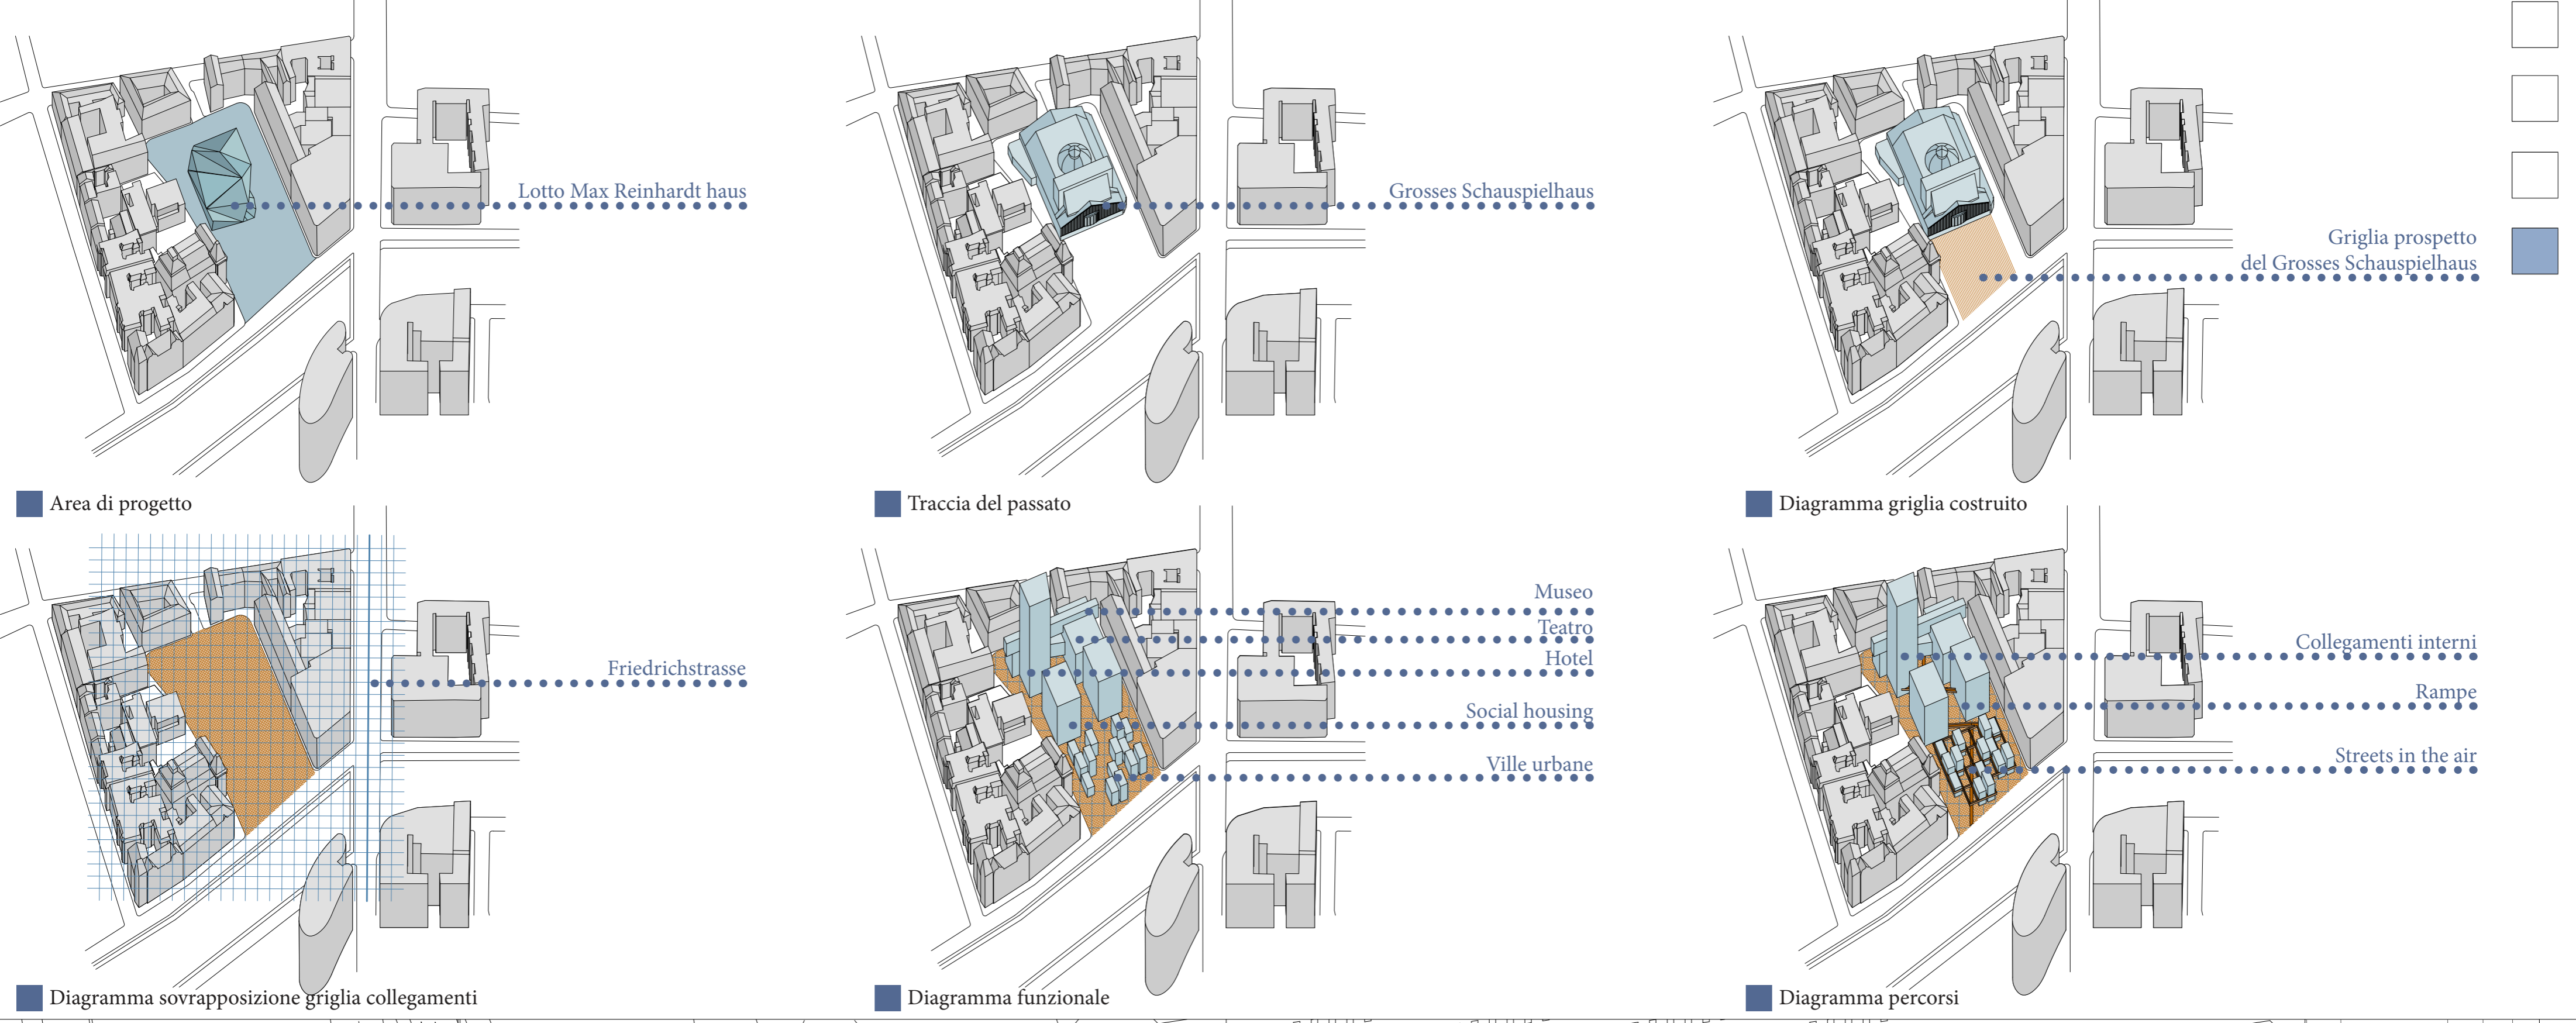 Lotto Max Reinhardt haus
Area di progetto
Grosses Schauspielhaus
Traccia del passato
Griglia prospetto
del Grosses Schauspielhaus
Diagramma griglia costruito
Friedrichstrasse
Diagramma sovrapposizione griglia collegamenti
Museo
Teatro
Hotel
Social housing
Ville urbane
Diagramma funzionale
Collegamenti interni
Rampe
Streets in the air
Diagramma percorsi